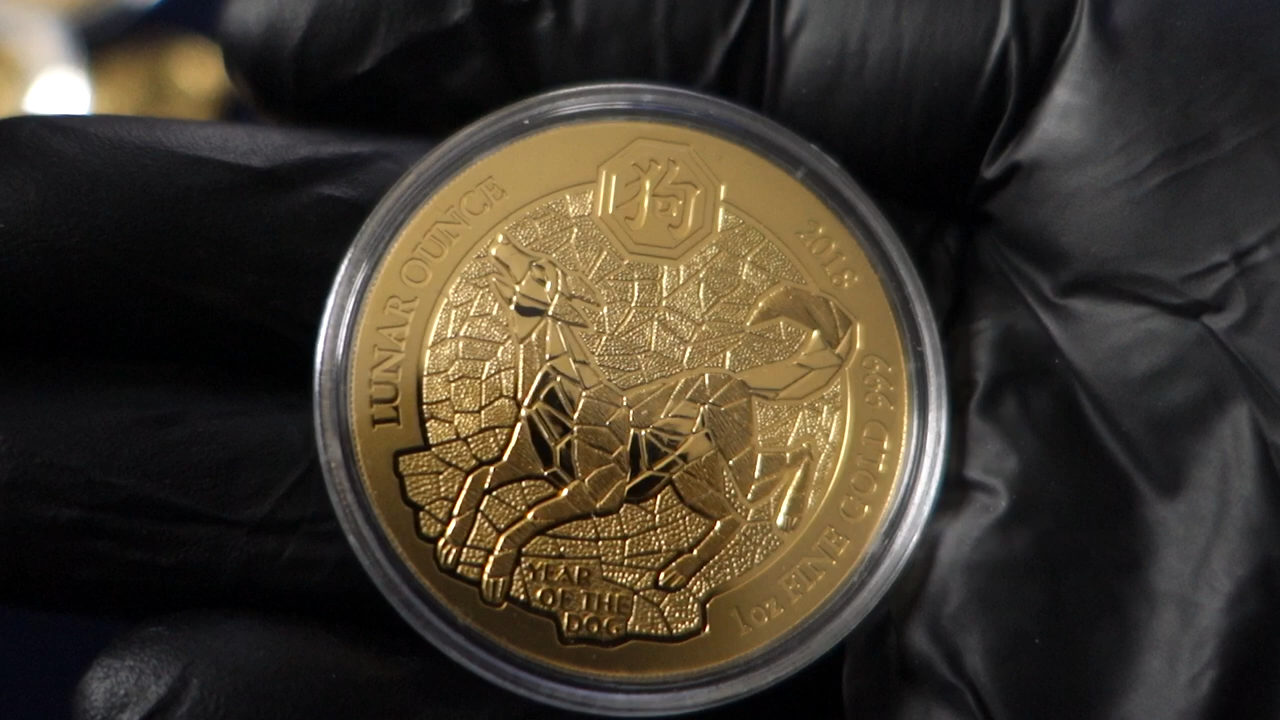 LUNAR OUNCE
狗
2018
1oz FINE GOLD 999
YEAR
OF THE
DOG